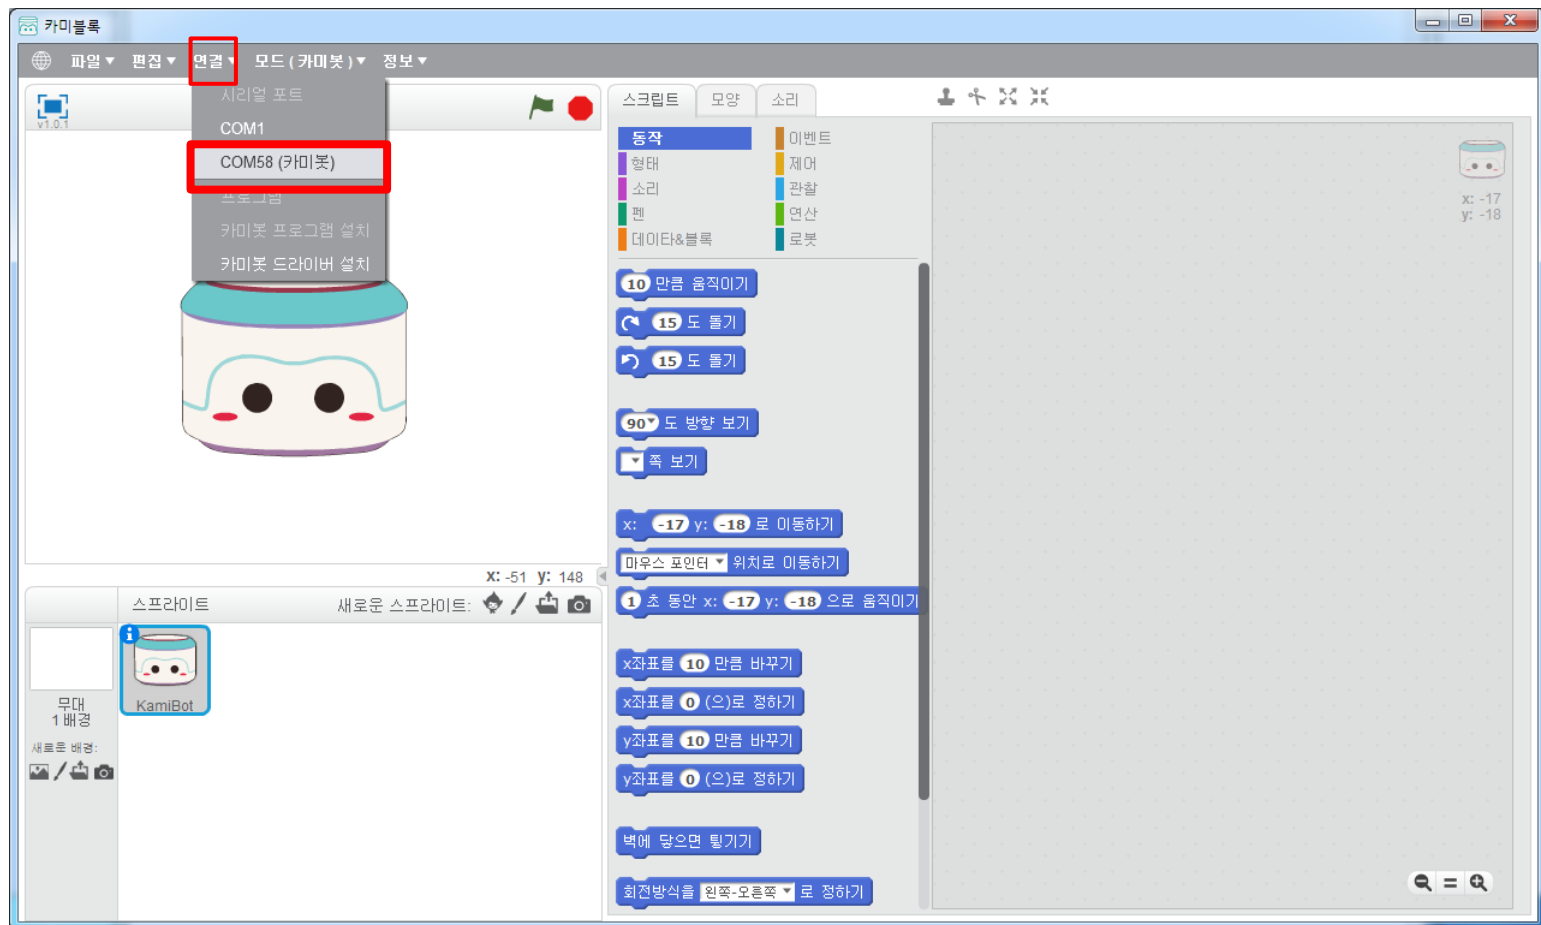 카미블록
파일▼ 편집▼ 연결▼ 모드 ( 카미봇 ) ▼ 정보▼
시리얼 포트
COM1
COM58 (카미봇)
프로그램
카미봇 프로그램 설치
카미봇 드라이버 설치
v1.0.1
X: -51 y: 148
스프라이트 새로운 스프라이트:
KamiBot
무대
1 배경
새로운 배경:
스크립트 모양 소리
동작 이벤트
형태 제어
소리 관찰
펜 연산
데이타&블록 로봇
10 만큼 움직이기
15 도 돌기
15 도 돌기
90▼ 도 방향 보기
▼ 쪽 보기
x: -17 y: -18 로 이동하기
마우스 포인터 ▼ 위치로 이동하기
1 초 동안 x: -17 y: -18 으로 움직이기
x좌표를 10 만큼 바꾸기
x좌표를 0 (으)로 정하기
y좌표를 10 만큼 바꾸기
y좌표를 0 (으)로 정하기
벽에 닿으면 튕기기
회전방식을 왼쪽-오른쪽 ▼ 로 정하기
x: -17
y: -18